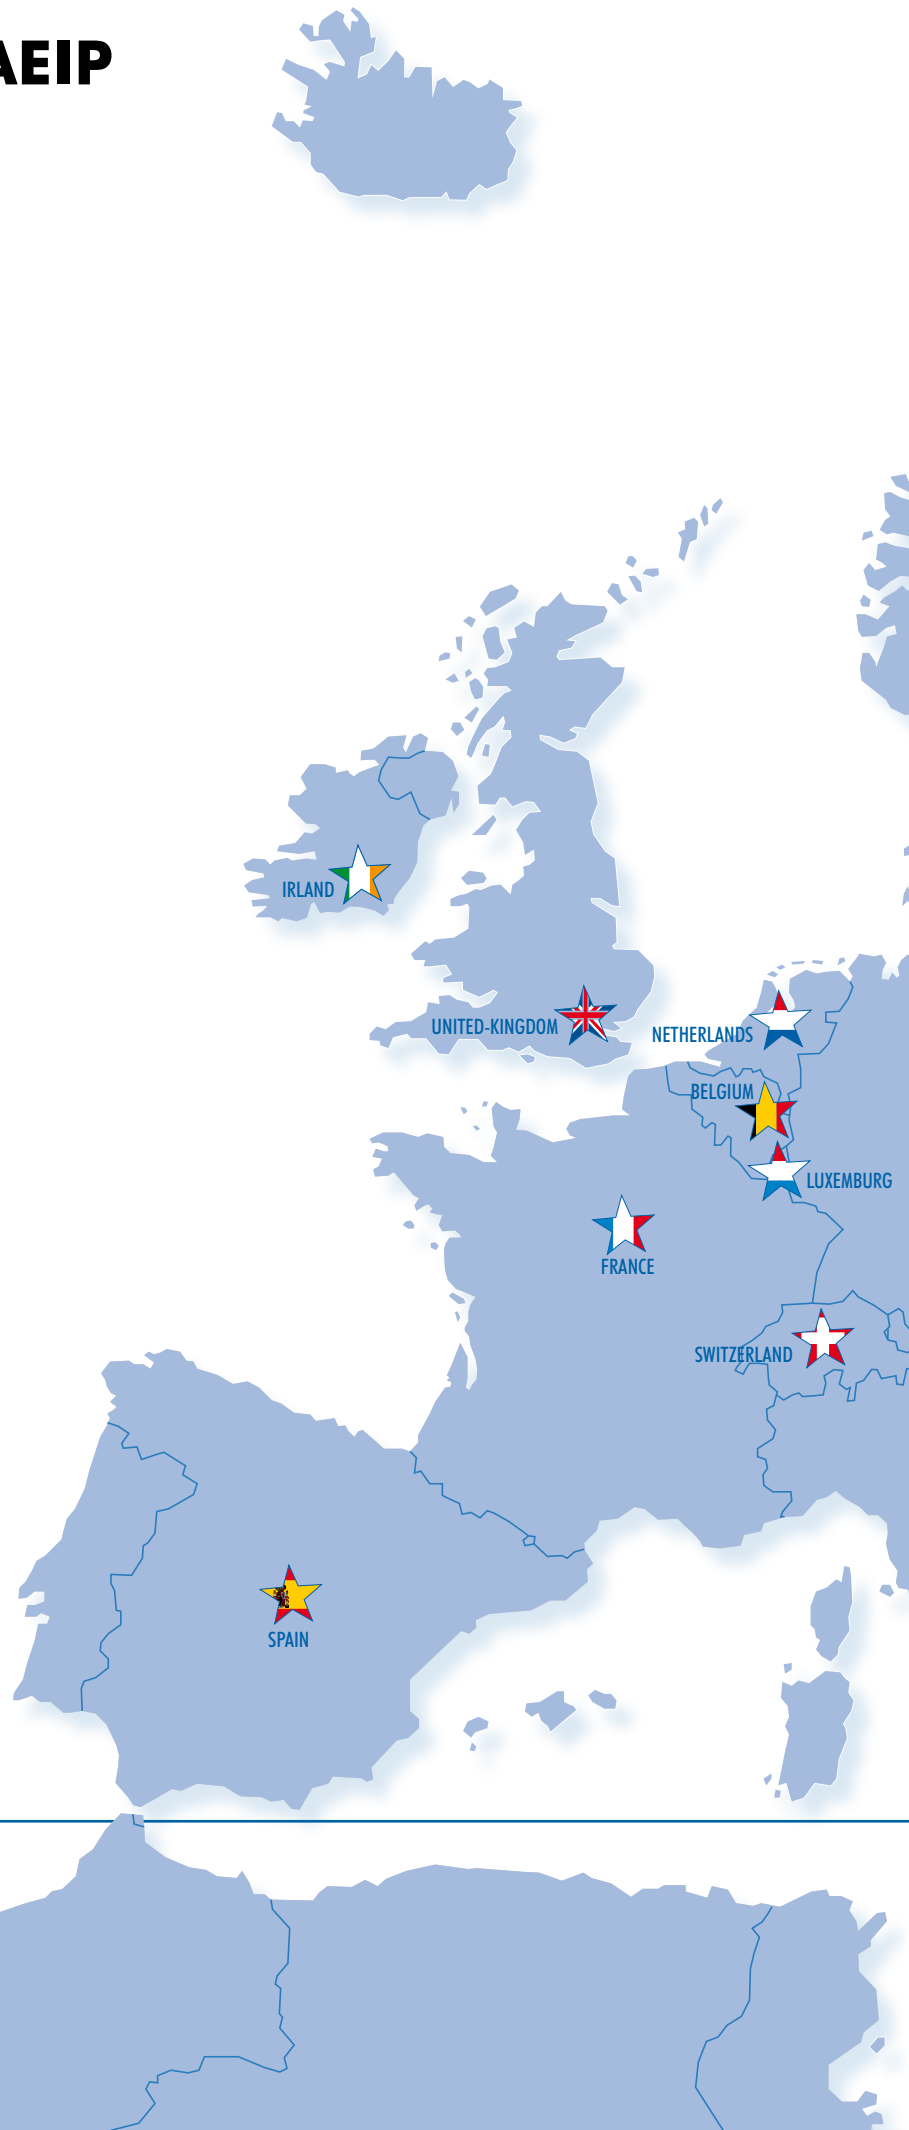 AEIP
IRLAND
UNITED-KINGDOM
NETHERLANDS
BELGIUM
LUXEMBURG
FRANCE
SWITZERLAND
SPAIN